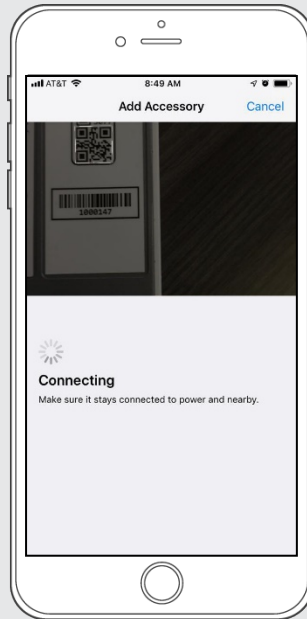 AT&T 8:49 AM
Add Accessory Cancel
1000147
Connecting
Make sure it stays connected to power and nearby.